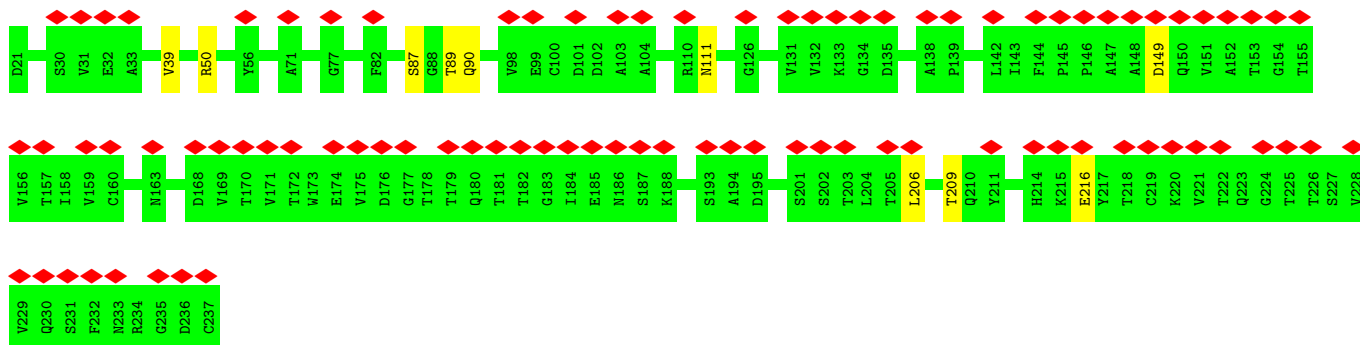 D21 S30 V31 E32 A33 V39 R50 Y56 A71 G77 F82 S87 G88 T89 Q90 V98 E99 C100 D101 D102 A103 A104 R110 N111 G126 V131 V132 K133 G134 D135 A138 P139 L142 I143 F144 P145 P146 A147 A148 D149 Q150 V151 A152 T153 G154 T155
V156 T157 I158 V159 C160 N163 D168 V169 T170 V171 T172 W173 E174 V175 D176 G177 T178 T179 Q180 T181 T182 G183 I184 E185 N186 S187 K188 S193 A194 D195 S201 S202 T203 L204 T205 L206 T209 Q210 Y211 H214 K215 E216 Y217 T218 C219 K220 V221 T222 Q223 G224 T225 T226 S227 V228
V229 Q230 S231 F232 N233 R234 G235 D236 C237